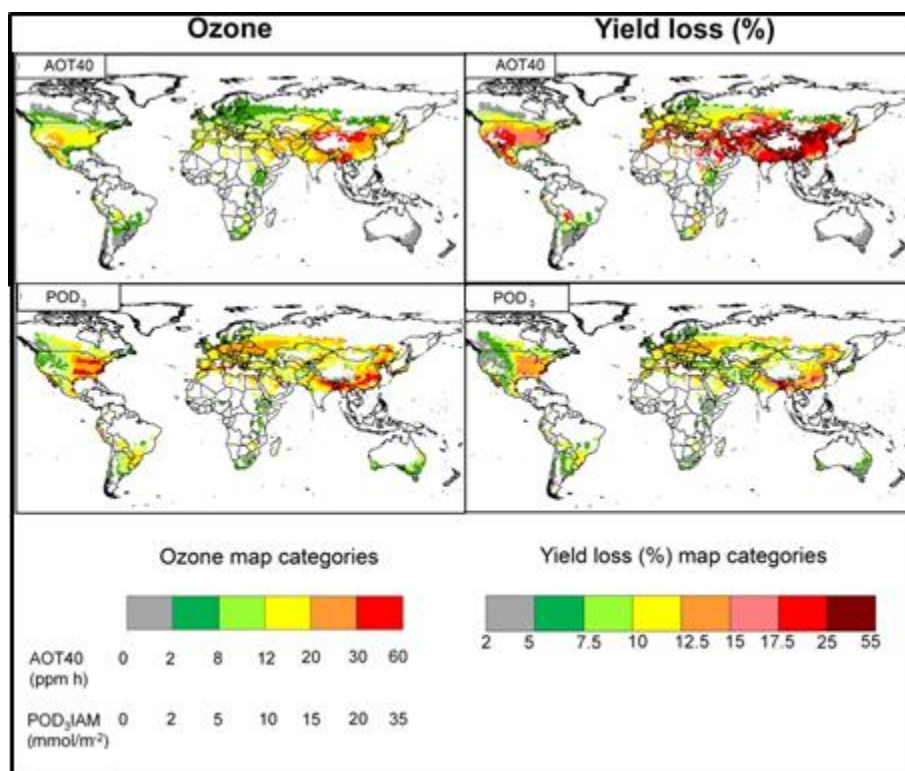 Ozone
Yield loss (%)
AOT40
AOT40
POD₃
POD₃
Ozone map categories
Yield loss (%) map categories
2 5 7.5 10 12.5 15 17.5 25 55
AOT40 0 2 8 12 20 30 60
(ppm h)
POD₃IAM 0 2 5 10 15 20 35
(mmol/m⁻²)